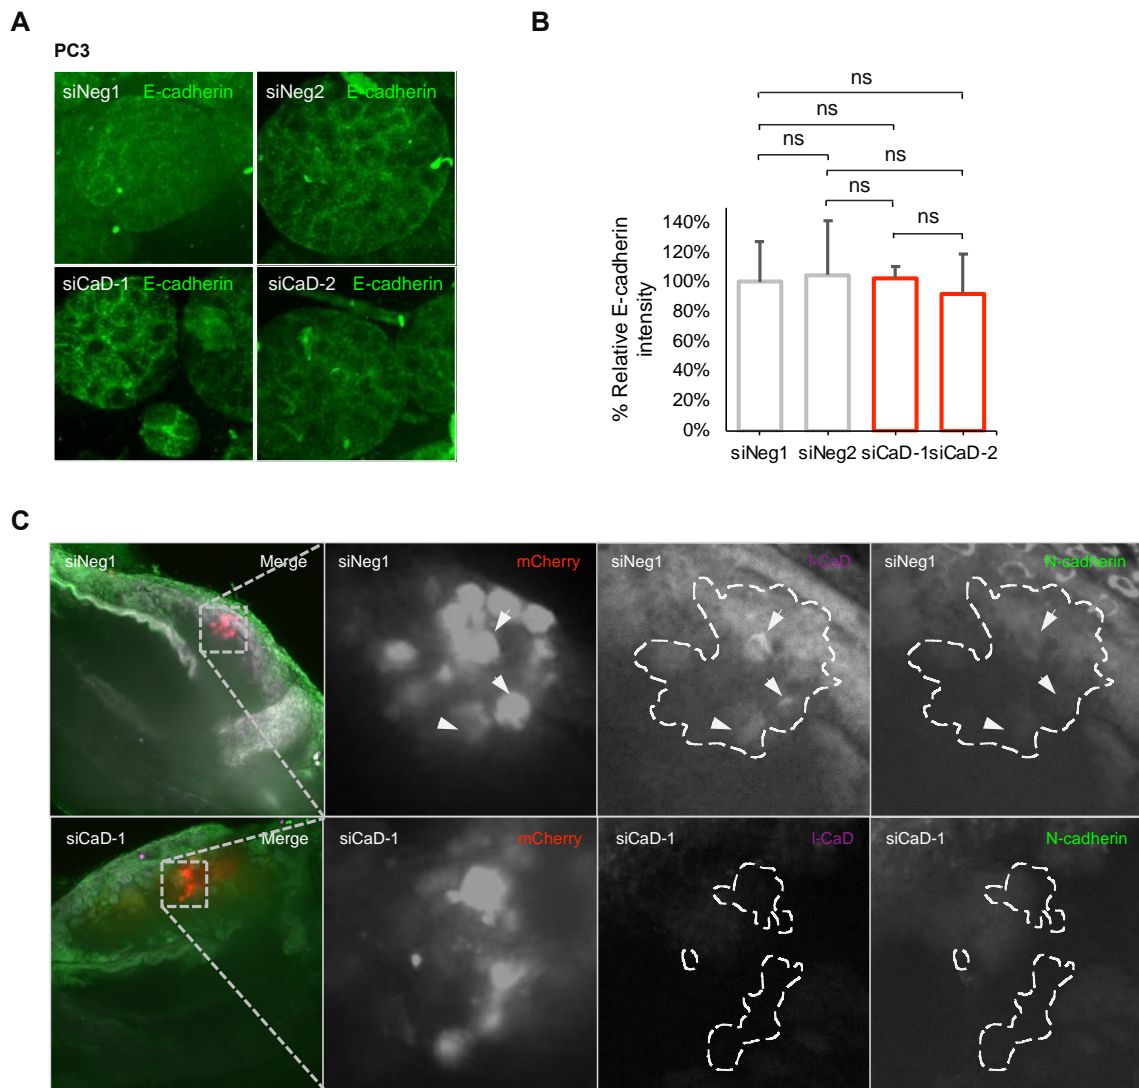 A
PC3
siNeg1 E-cadherin
siNeg2 E-cadherin
siCaD-1 E-cadherin
siCaD-2 E-cadherin
B
ns
ns
ns
ns
ns
ns
% Relative E-cadherin
intensity
140%
120%
100%
80%
60%
40%
20%
0%
siNeg1 siNeg2 siCaD-1 siCaD-2
C
siNeg1 Merge
siNeg1 mCherry
siNeg1 l-CaD
siNeg1 N-cadherin
siCaD-1 Merge
siCaD-1 mCherry
siCaD-1 l-CaD
siCaD-1 N-cadherin